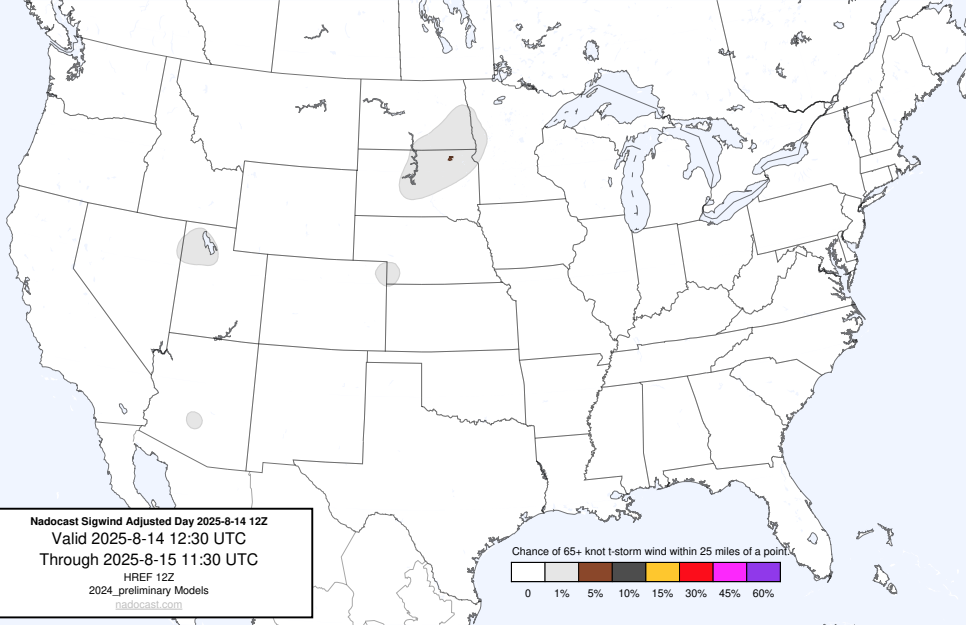 Nadocast Sigwind Adjusted Day 2025-8-14 12Z
Valid 2025-8-14 12:30 UTC
Through 2025-8-15 11:30 UTC
HREF 12Z
2024_preliminary Models
nadocast.com
Chance of 65+ knot t-storm wind within 25 miles of a point.
0 1% 5% 10% 15% 30% 45% 60%